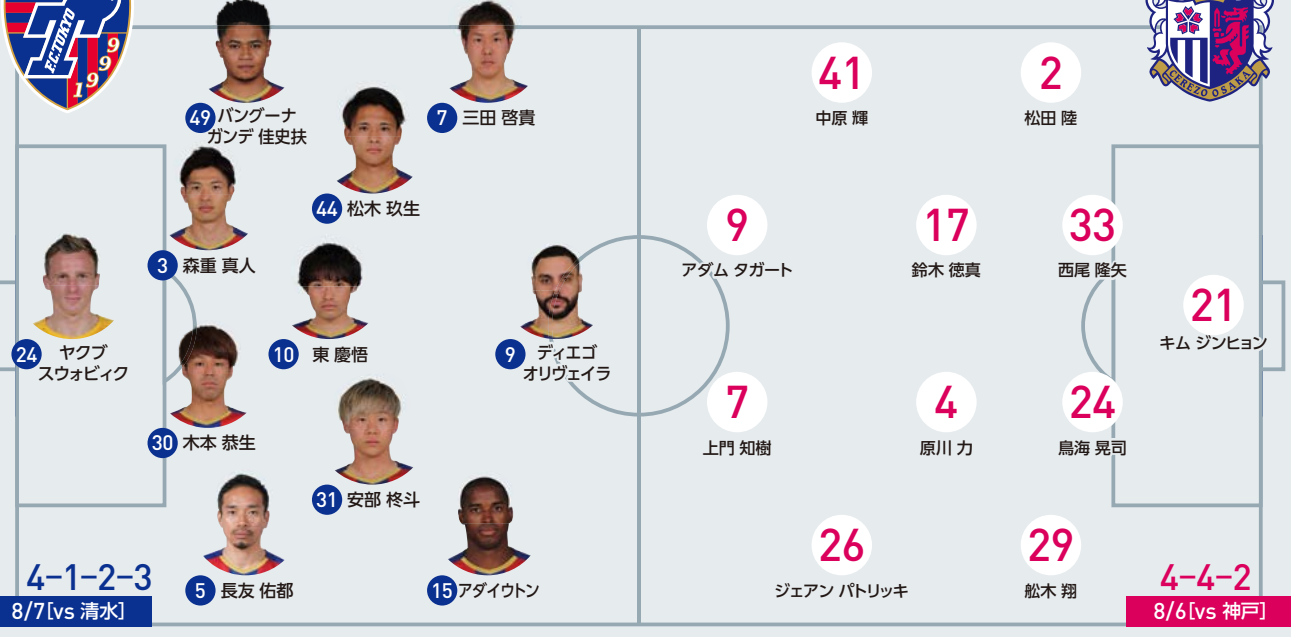 F.C.TOKYO
1999
CEREZO OSAKA
49 バングーナ
ガンデ 佳史扶
7 三田 啓貴
44 松木 玖生
3 森重 真人
24 ヤクブ
スウォビィク
10 東 慶悟
9 ディエゴ
オリヴェイラ
30 木本 恭生
31 安部 柊斗
5 長友 佑都
15 アダイウトン
4-1-2-3
8/7[vs 清水]
41
中原 輝
2
松田 陸
9
アダム タガート
17
鈴木 徳真
33
西尾 隆矢
21
キム ジンヒョン
7
上門 知樹
4
原川 力
24
鳥海 晃司
26
ジェアン パトリッキ
29
舩木 翔
4-4-2
8/6[vs 神戸]